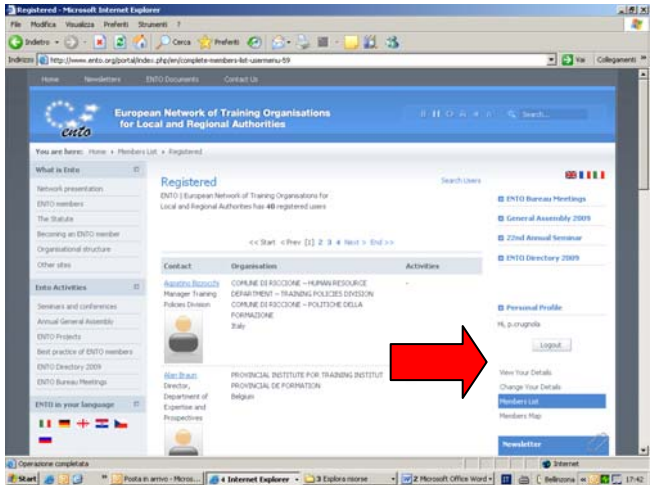 Registered - Microsoft Internet Explorer
File Modifica Visualizza Preferiti Strumenti ?
Indietro Cerca Preferiti
Indirizzo http://www.ento.org/portal/index.php/en/complete-members-list-usermenu-59 Vai Collegamenti
Home Newsletters ENTO Documents Contact Us
ento
European Network of Training Organisations
for Local and Regional Authorities
Search...
You are here: Home Members List Registered
What is Ento
Network presentation
ENTO members
The Statute
Becoming an ENTO member
Organisational structure
Other sites
Ento Activities
Seminars and conferences
Annual General Assembly
ENTO Projects
Best practice of ENTO members
ENTO Directory 2009
ENTO Bureau Meetings
ENTO in your language
Registered
Search Users
ENTO | European Network of Training Organisations for
Local and Regional Authorities has 46 registered users
<< Start < Prev [1] 2 3 4 Next > End >>
Contact Organisation Activities
Agostino Bizzocchi
Manager Training
Policies Division
COMUNE DI RICCIONE – HUMAN RESOURCE
DEPARTMENT – TRAINING POLICIES DIVISION
COMUNE DI RICCIONE – POLITICHE DELLA
FORMAZIONE
Italy
-
Alan Braun
Director,
Department of
Expertise and
Prospectives
PROVINCIAL INSTITUTE FOR TRAINING INSTITUT
PROVINCIAL DE FORMATION
Belgium
ENTO Bureau Meetings
General Assembly 2009
22nd Annual Seminar
ENTO Directory 2009
Personal Profile
Hi, p.crugnola
Logout
View Your Details
Change Your Details
Members List
Members Map
Newsletter
Operazione completata Internet
Start Posta in arrivo - Micros... 4 Internet Explorer 3 Esplora risorse 2 Microsoft Office Word Bellinzona 17:42